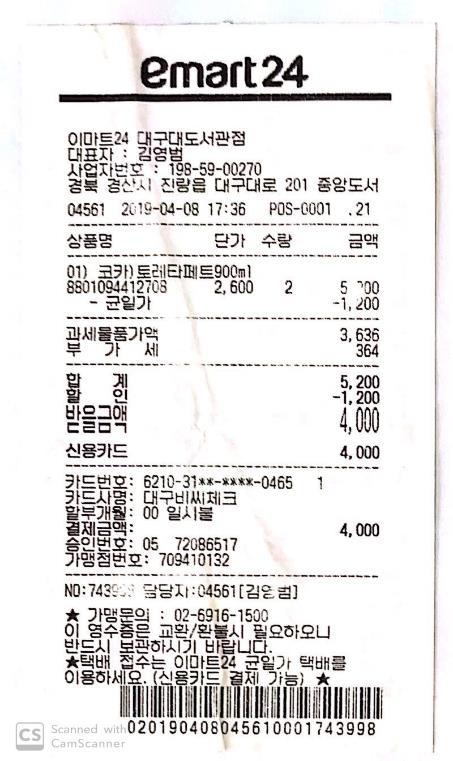 emart24
이마트24 대구대도서관점
대표자 : 김영범
사업자번호 : 198-59-00270
경북 경산시 진량읍 대구대로 201 중앙도서
04561 2019-04-08 17:36 POS-0001 .21
상품명 단가 수량 금액
01) 코카)토레타페트900ml
8801094412708 2,600 2
- 균일가 -1,200
과세물품가액 3,636
부 가 세 364
합 계 5,200
할 인 -1,200
받을금액 4,000
신용카드 4,000
카드번호: 6210-31**-****-0465 1
카드사명: 대구비씨체크
할부개월: 00 일시불
결제금액: 4,000
승인번호: 05 72086517
가맹점번호: 709410132
담당자:04561[김영범]
★ 가맹문의 : 02-6916-1500
이 영수증은 교환/환불시 필요하오니
반드시 보관하시기 바랍니다.
★택배 접수는 이마트24 균일가 택배를
이용하세요. (신용카드 결제 가능) ★
0201904080456100001743998
CS Scanned with
CamScanner